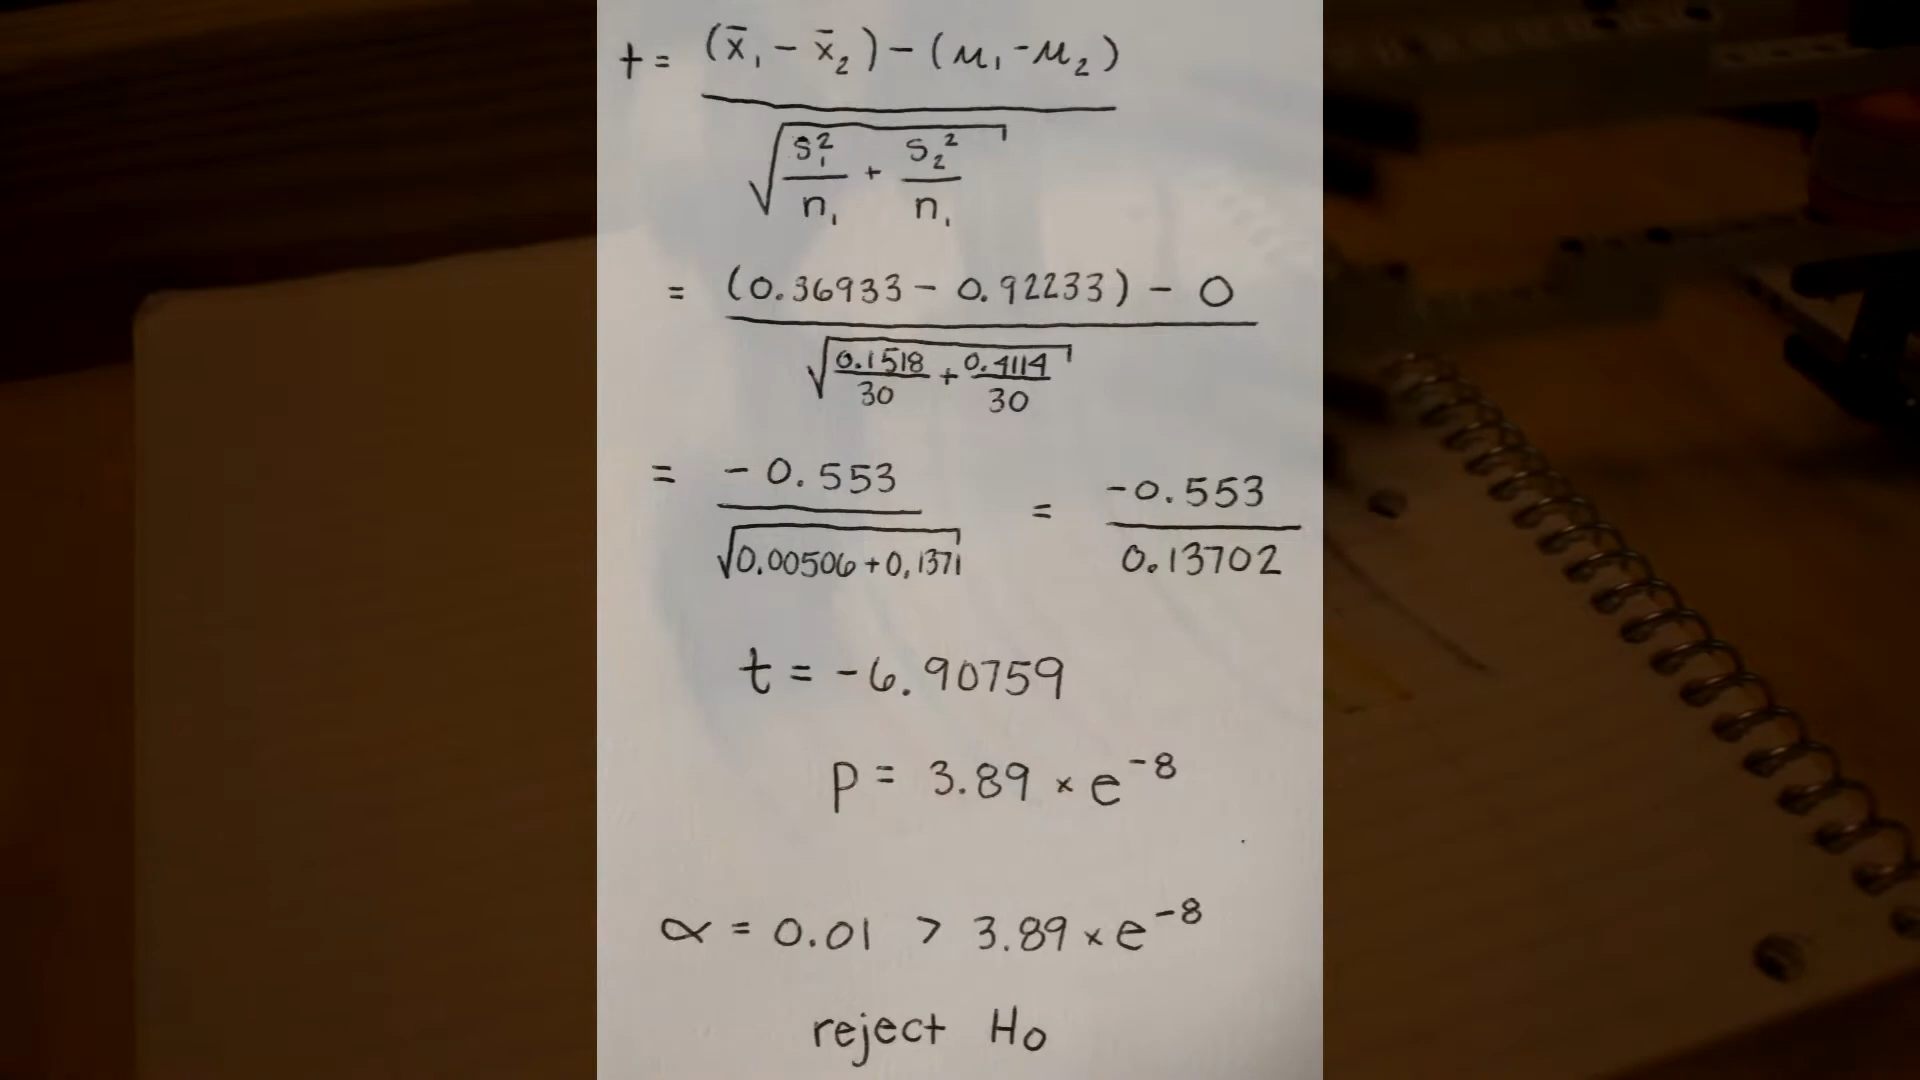 t = (x̄₁ - x̄₂) - (μ₁ - μ₂)
√ s₁²/n₁ + s₂²/n₁
= (0.36933 - 0.92233) - 0
√ 0.1518/30 + 0.4114/30
= -0.553 / √0.00506 + 0,1371 = -0.553 / 0.13702
t = -6.90759
p = 3.89 × e⁻⁸
α = 0.01 > 3.89 × e⁻⁸
reject H₀